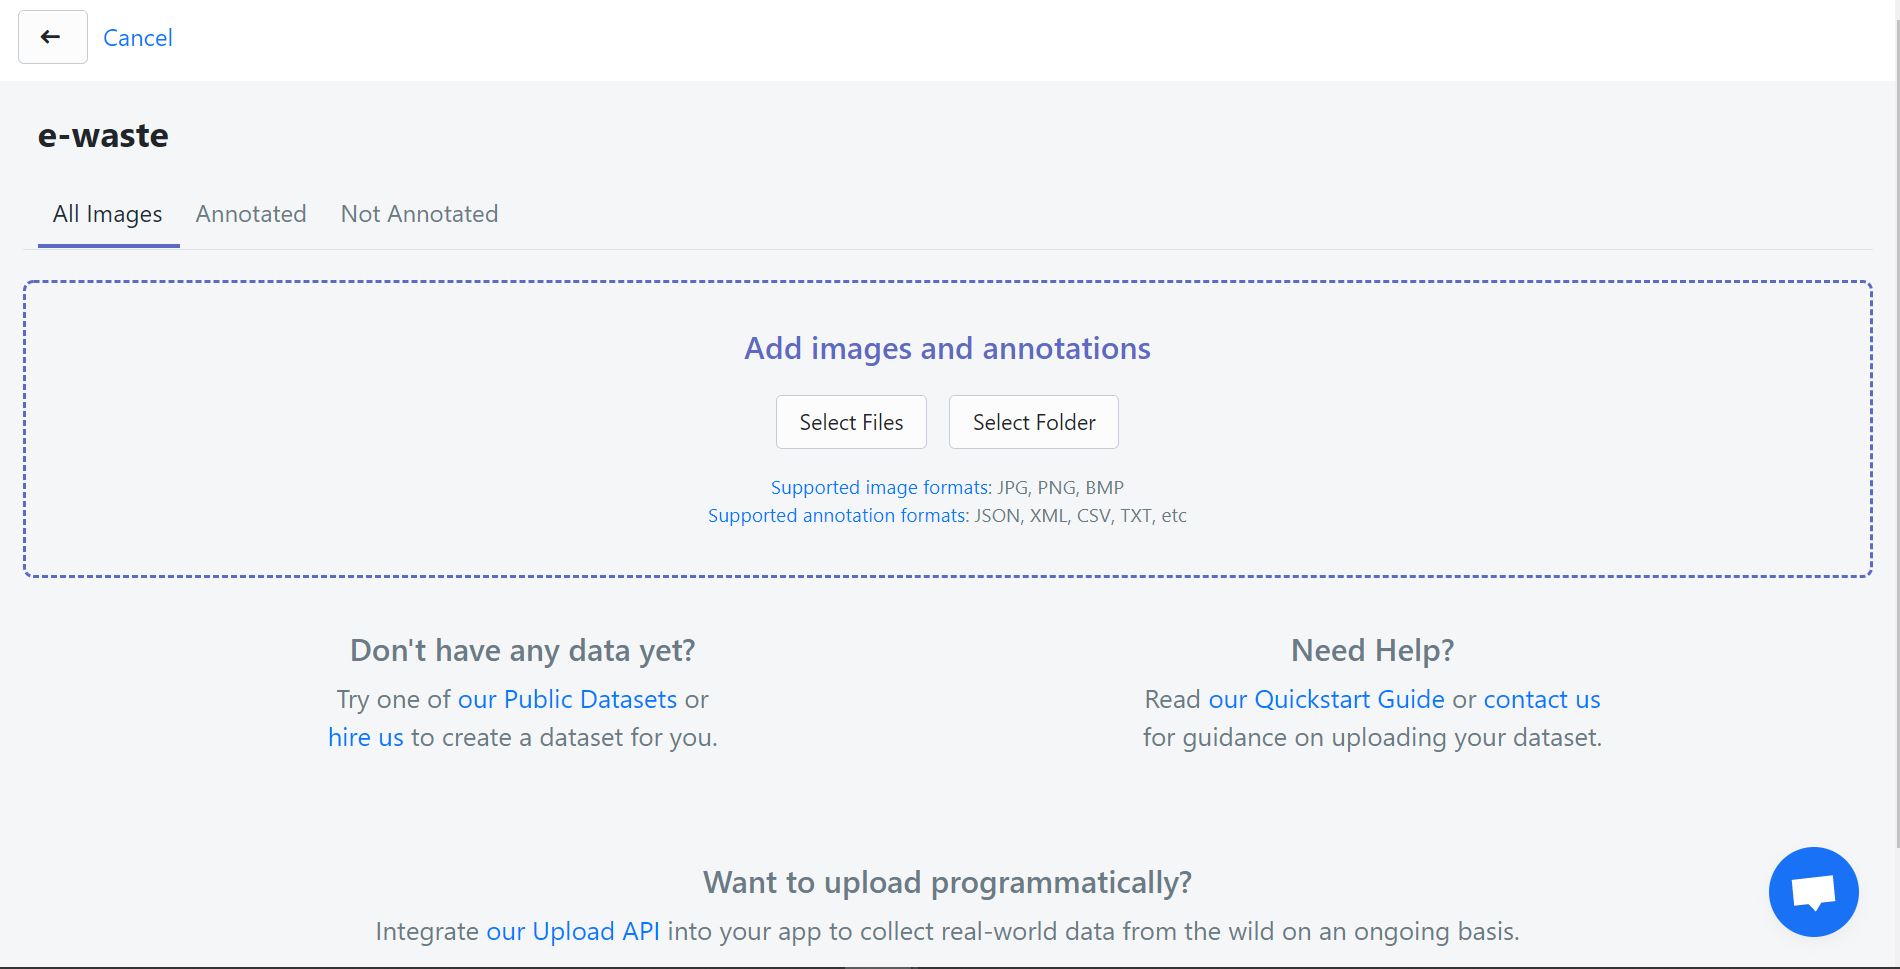 Cancel
e-waste
All Images Annotated Not Annotated
Add images and annotations
Select Files Select Folder
Supported image formats: JPG, PNG, BMP
Supported annotation formats: JSON, XML, CSV, TXT, etc
Don't have any data yet?
Try one of our Public Datasets or
hire us to create a dataset for you.
Need Help?
Read our Quickstart Guide or contact us
for guidance on uploading your dataset.
Want to upload programmatically?
Integrate our Upload API into your app to collect real-world data from the wild on an ongoing basis.